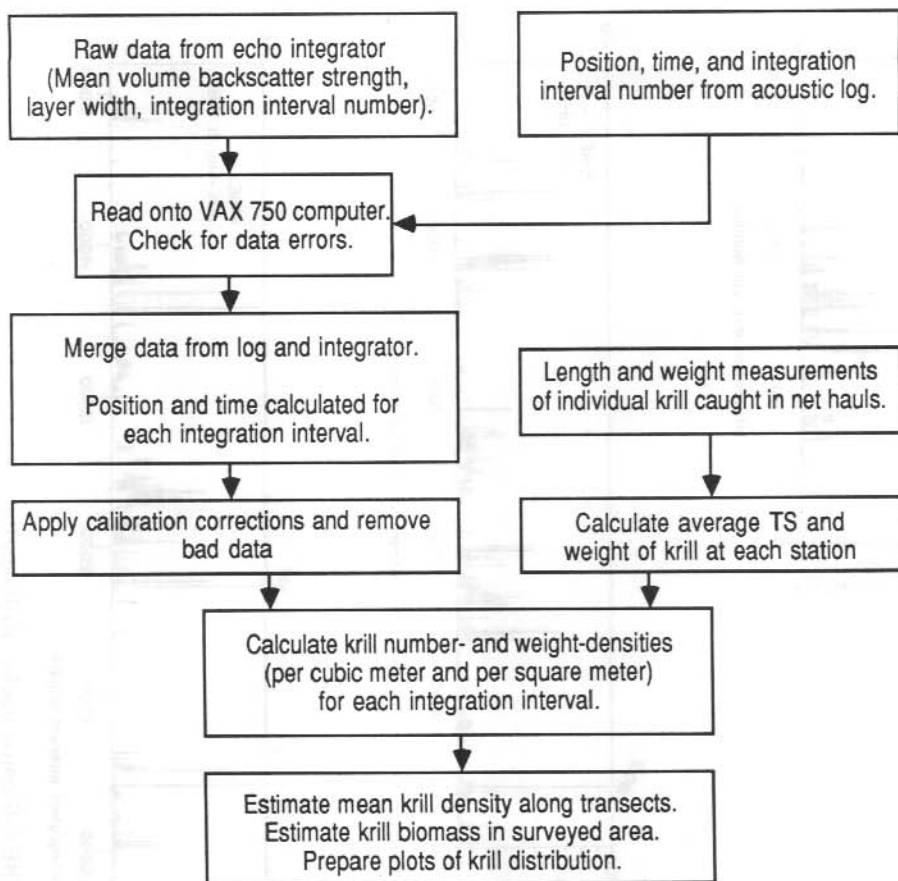 Raw data from echo integrator
(Mean volume backscatter strength,
layer width, integration interval number).
Position, time, and integration
interval number from acoustic log.
Read onto VAX 750 computer.
Check for data errors.
Merge data from log and integrator.
Position and time calculated for
each integration interval.
Length and weight measurements
of individual krill caught in net hauls.
Apply calibration corrections and remove
bad data
Calculate average TS and
weight of krill at each station
Calculate krill number- and weight-densities
(per cubic meter and per square meter)
for each integration interval.
Estimate mean krill density along transects.
Estimate krill biomass in surveyed area.
Prepare plots of krill distribution.